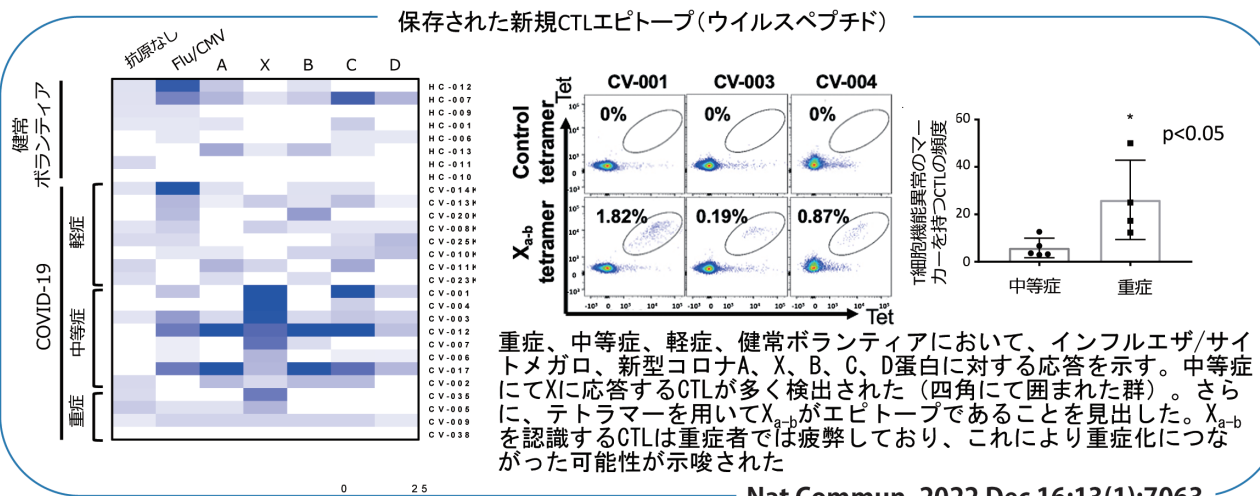 保存された新規CTLエピトープ（ウイルスペプチド）
抗原なし
Flu/CMV
A
X
B
C
D
健常
ボランティア
COVID-19
軽症
中等症
重症
HC-012
HC-007
HC-009
HC-001
HC-006
HC-013
HC-011
HC-010
CV-014K
CV-013K
CV-020K
CV-008K
CV-025K
CV-010K
CV-011K
CV-023K
CV-001
CV-004
CV-003
CV-012
CV-007
CV-006
CV-017
CV-002
CV-035
CV-005
CV-009
CV-038
0 25
Tet
CV-001 CV-003 CV-004
Control
tetramer
0% 0% 0%
Xa-b
tetramer
1.82% 0.19% 0.87%
Tet
T細胞機能異常のマー
カーを持つCTLの頻度
60
40
20
0
*
p<0.05
中等症 重症
重症、中等症、軽症、健常ボランティアにおいて、インフルエザ/サイ
トメガロ、新型コロナA、X、B、C、D蛋白に対する応答を示す。中等症
にてXに応答するCTLが多く検出された（四角にて囲まれた群）。さら
に、テトラマーを用いてXa-bがエピトープであることを見出した。Xa-b
を認識するCTLは重症者では疲弊しており、これにより重症化につな
がった可能性が示唆された
Nat Commun. 2022 Dec 16;13(1):7063.